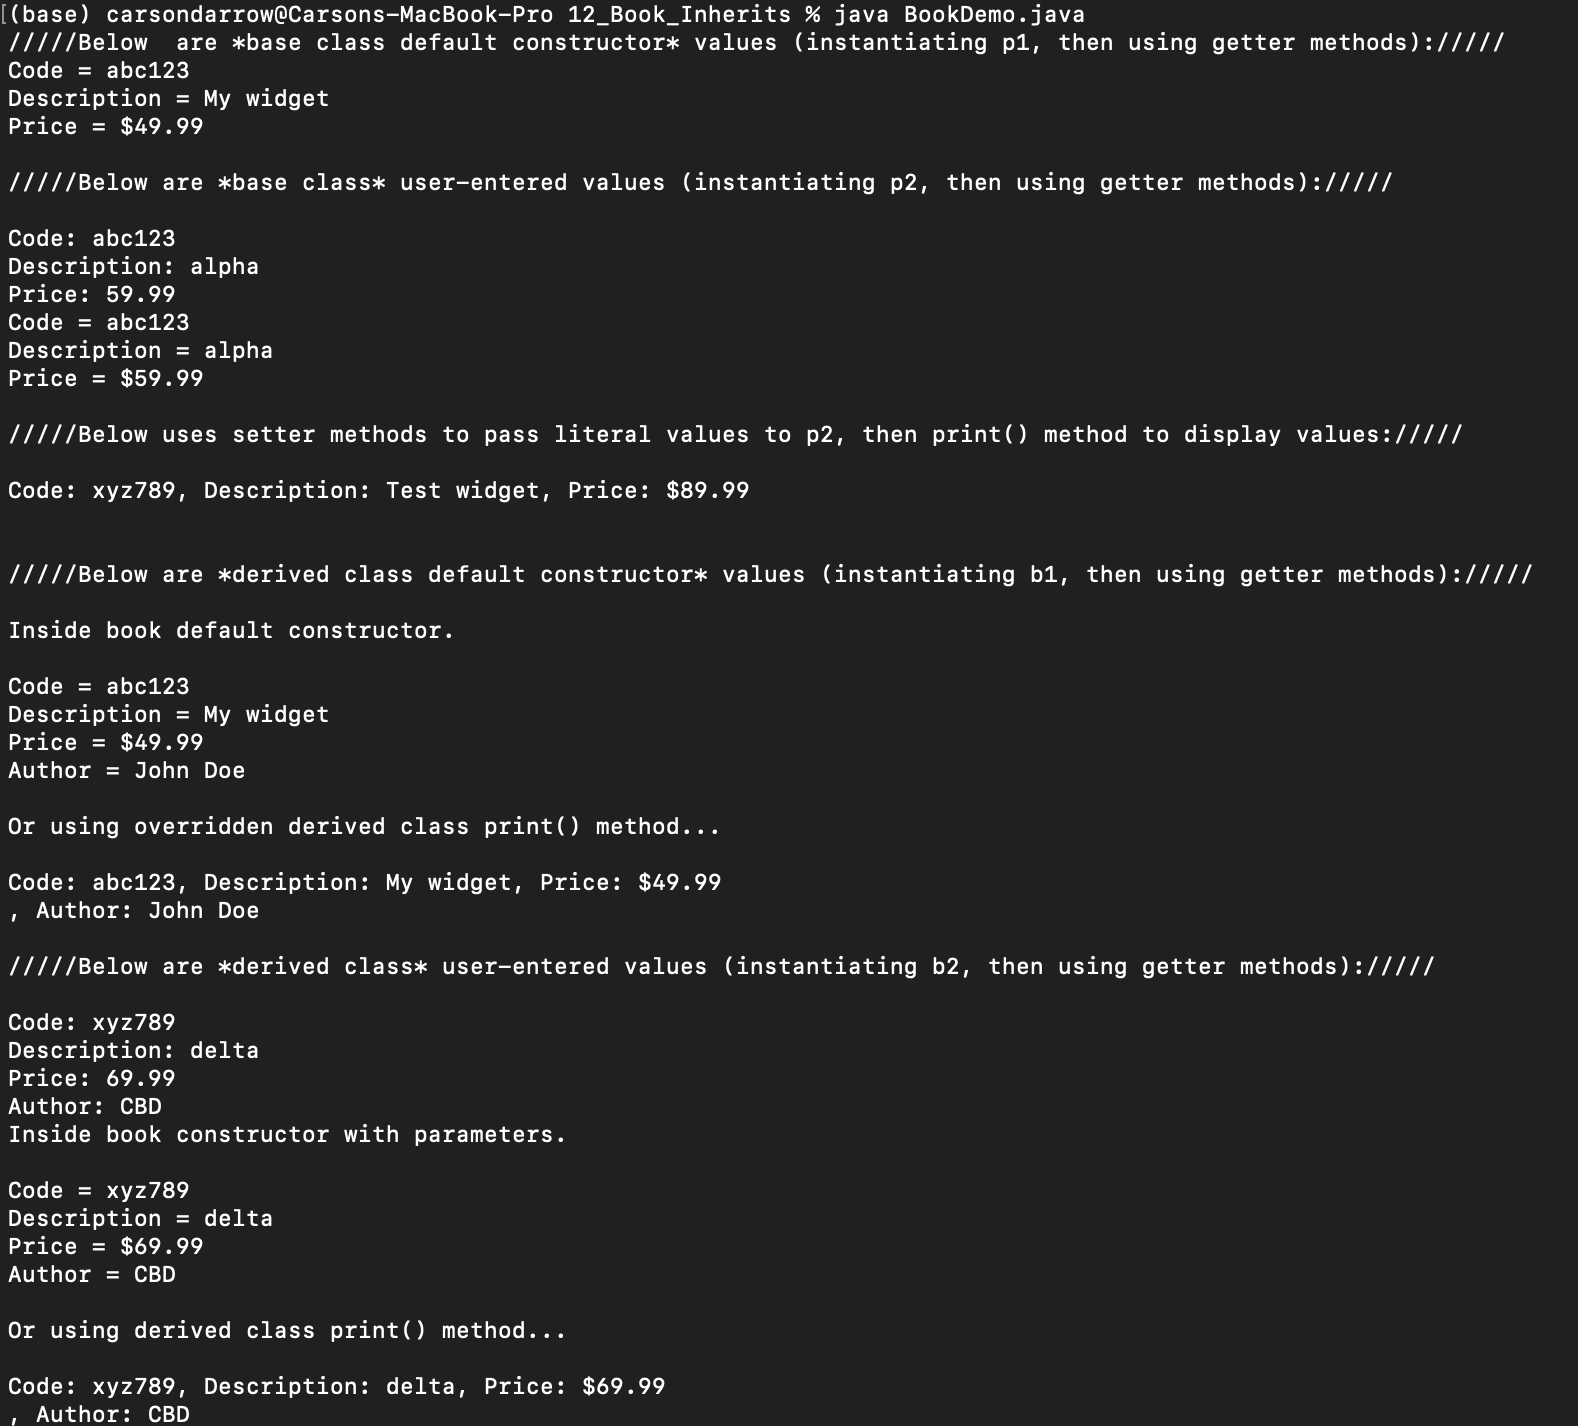 (base) carsondarrow@Carsons-MacBook-Pro 12_Book_Inherits % java BookDemo.java
/////Below  are *base class default constructor* values (instantiating p1, then using getter methods)://///
Code = abc123
Description = My widget
Price = $49.99
/////Below are *base class* user-entered values (instantiating p2, then using getter methods)://///
Code: abc123
Description: alpha
Price: 59.99
Code = abc123
Description = alpha
Price = $59.99
/////Below uses setter methods to pass literal values to p2, then print() method to display values://///
Code: xyz789, Description: Test widget, Price: $89.99
/////Below are *derived class default constructor* values (instantiating b1, then using getter methods)://///
Inside book default constructor.
Code = abc123
Description = My widget
Price = $49.99
Author = John Doe
Or using overridden derived class print() method...
Code: abc123, Description: My widget, Price: $49.99
, Author: John Doe
/////Below are *derived class* user-entered values (instantiating b2, then using getter methods)://///
Code: xyz789
Description: delta
Price: 69.99
Author: CBD
Inside book constructor with parameters.
Code = xyz789
Description = delta
Price = $69.99
Author = CBD
Or using derived class print() method...
Code: xyz789, Description: delta, Price: $69.99
, Author: CBD